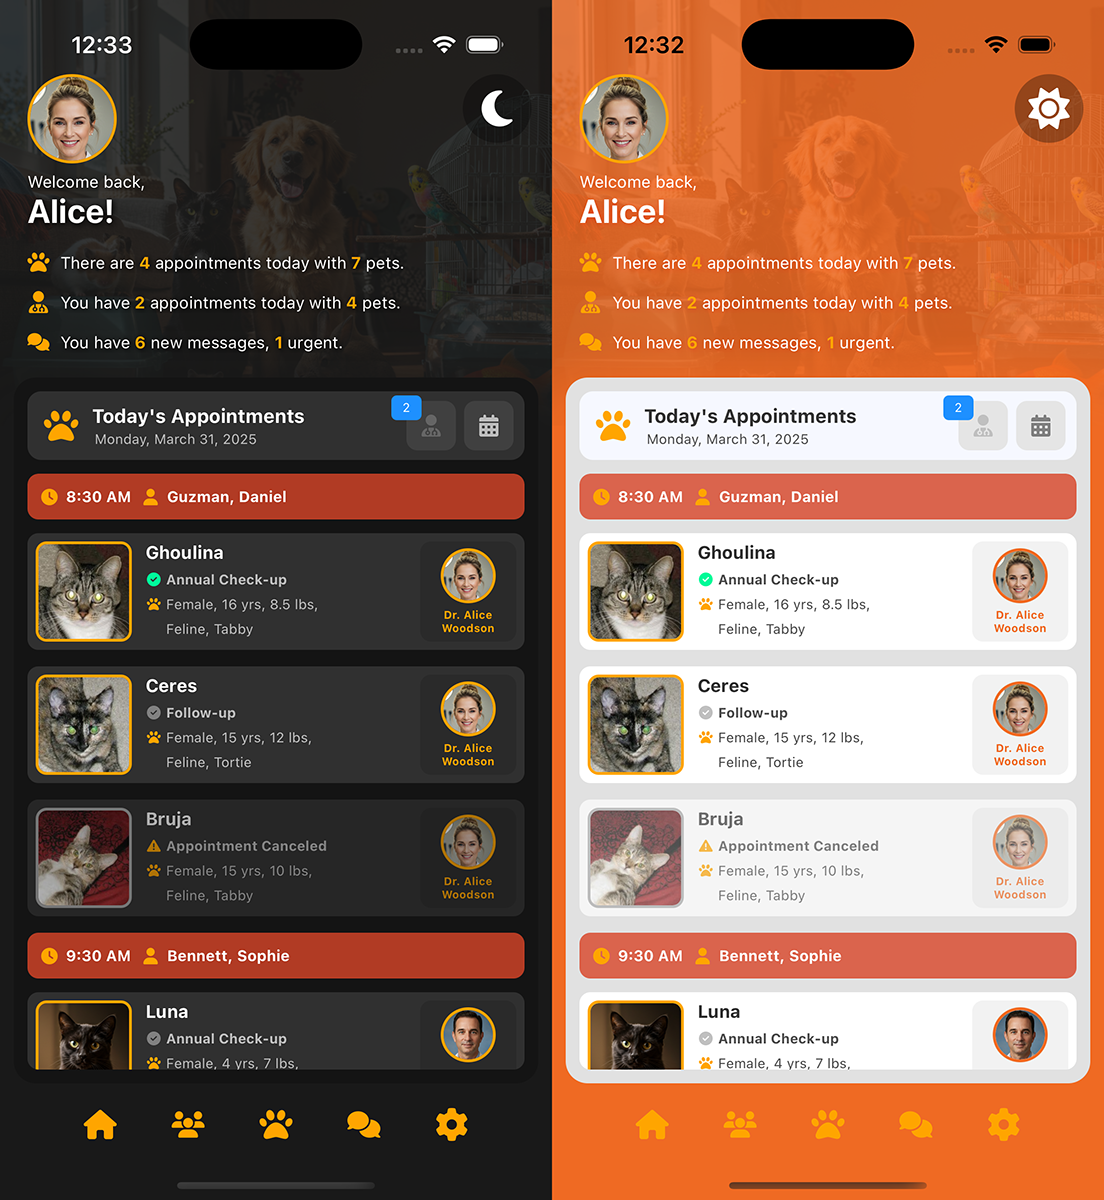 12:33
Welcome back,
Alice!
There are 4 appointments today with 7 pets.
You have 2 appointments today with 4 pets.
You have 6 new messages, 1 urgent.
Today's Appointments
Monday, March 31, 2025
2
8:30 AM Guzman, Daniel
Ghoulina
Annual Check-up
Female, 16 yrs, 8.5 lbs,
Feline, Tabby
Dr. Alice
Woodson
Ceres
Follow-up
Female, 15 yrs, 12 lbs,
Feline, Tortie
Dr. Alice
Woodson
Bruja
Appointment Canceled
Female, 15 yrs, 10 lbs,
Feline, Tabby
Dr. Alice
Woodson
9:30 AM Bennett, Sophie
Luna
Annual Check-up
Female, 4 yrs, 7 lbs,
12:32
Welcome back,
Alice!
There are 4 appointments today with 7 pets.
You have 2 appointments today with 4 pets.
You have 6 new messages, 1 urgent.
Today's Appointments
Monday, March 31, 2025
2
8:30 AM Guzman, Daniel
Ghoulina
Annual Check-up
Female, 16 yrs, 8.5 lbs,
Feline, Tabby
Dr. Alice
Woodson
Ceres
Follow-up
Female, 15 yrs, 12 lbs,
Feline, Tortie
Dr. Alice
Woodson
Bruja
Appointment Canceled
Female, 15 yrs, 10 lbs,
Feline, Tabby
Dr. Alice
Woodson
9:30 AM Bennett, Sophie
Luna
Annual Check-up
Female, 4 yrs, 7 lbs,